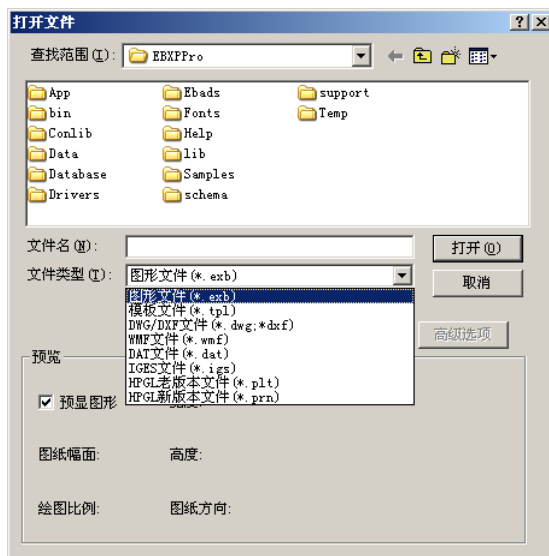 打开文件
查找范围(I): EBXPPro
App Ebads support
bin Fonts Temp
Conlib Help
Data lib
Database Samples
Drivers schema
文件名(N): 打开(O)
文件类型(T): 图形文件(*.exb) 取消
图形文件(*.exb)
模板文件(*.tpl)
DWG/DXF文件(*.dwg;*dxf)
WMF文件(*.wmf)
DAT文件(*.dat)
IGES文件(*.igs)
HPGL老版本文件(*.plt)
HPGL新版本文件(*.prn)
高级选项
预览
预显图形
图纸幅面: 高度:
绘图比例: 图纸方向: